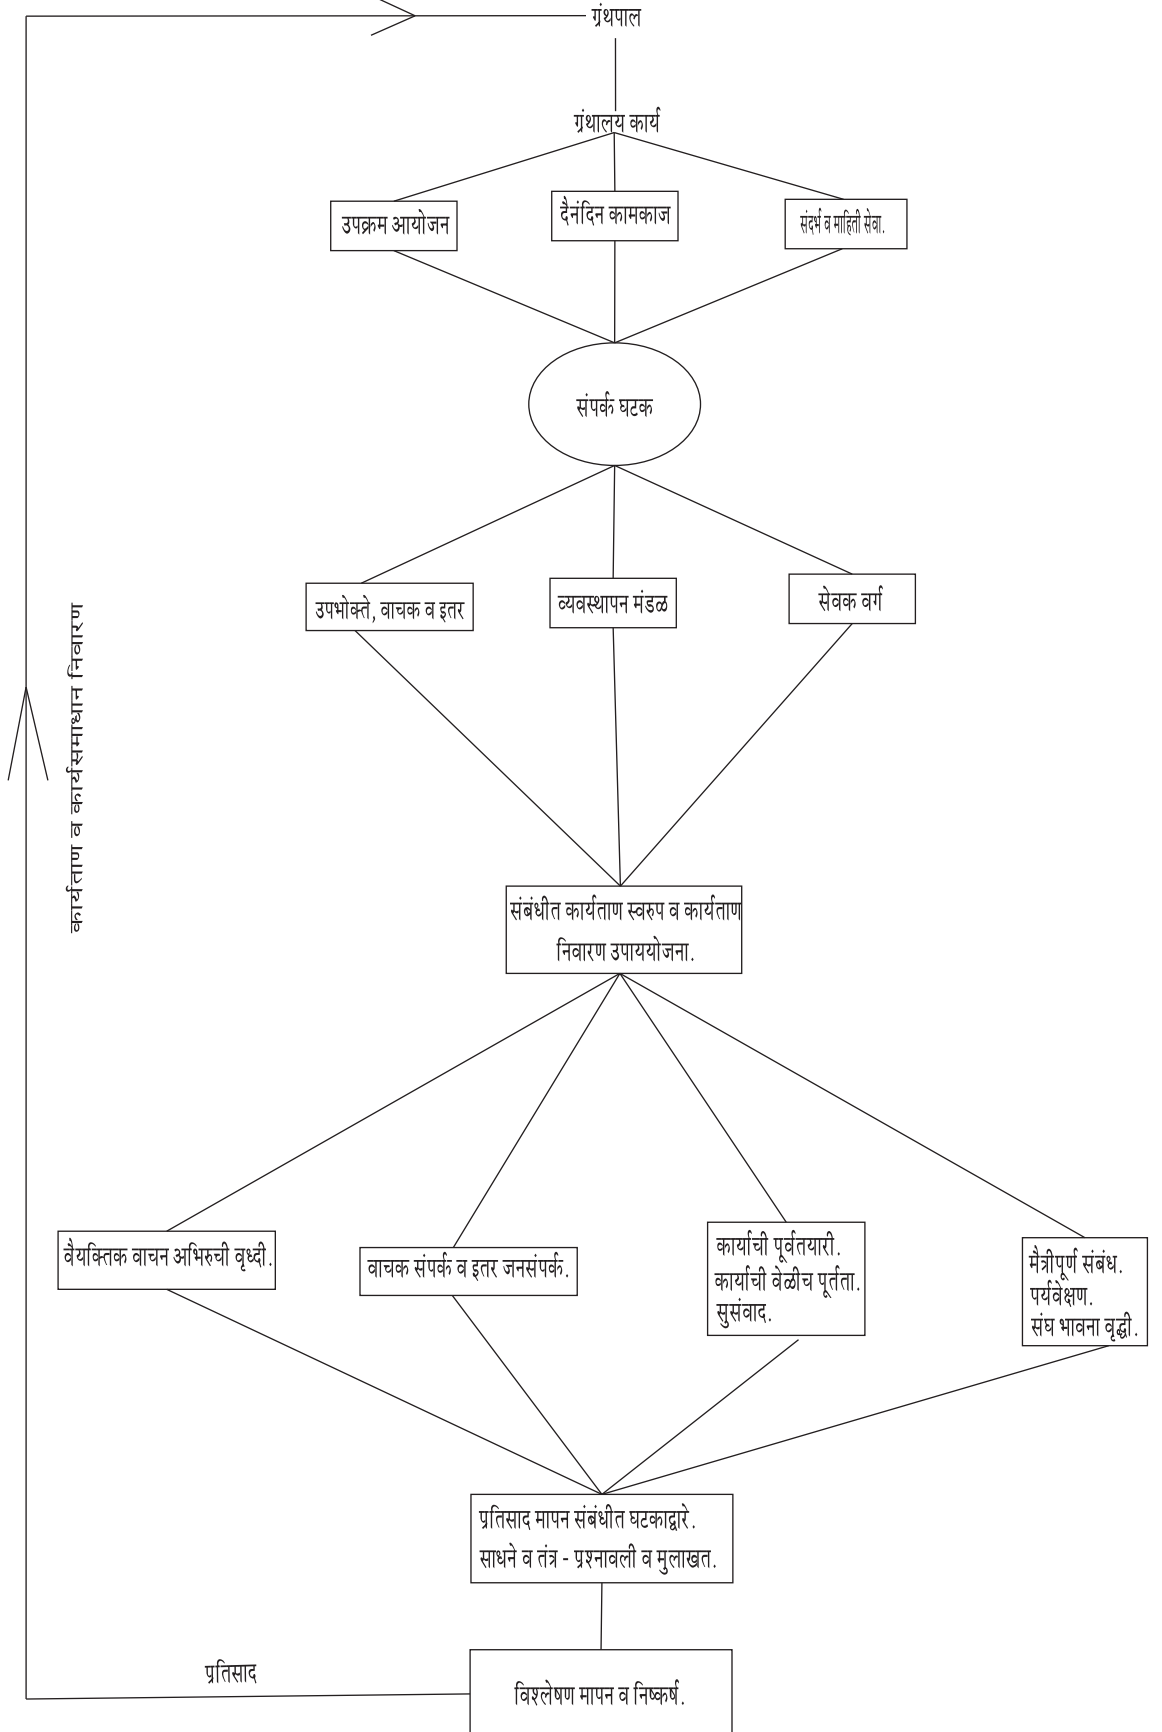 ग्रंथपाल
ग्रंथालय कार्य
उपक्रम आयोजन
दैनंदिन कामकाज
संदर्भ व माहिती सेवा.
संपर्क घटक
उपभोक्ते, वाचक व इतर
व्यवस्थापन मंडळ
सेवक वर्ग
कार्यताण व कार्यसमाधान निवारण
संबंधीत कार्यताण स्वरुप व कार्यताण
निवारण उपाययोजना.
वैयक्तिक वाचन अभिरुची वृध्दी.
वाचक संपर्क व इतर जनसंपर्क.
कार्याची पूर्वतयारी.
कार्याची वेळीच पूर्तता.
सुसंवाद.
मैत्रीपूर्ण संबंध.
पर्यवेक्षण.
संघ भावना वृद्धी.
प्रतिसाद मापन संबंधीत घटकाद्वारे.
साधने व तंत्र - प्रश्नावली व मुलाखत.
प्रतिसाद
विश्लेषण मापन व निष्कर्ष.